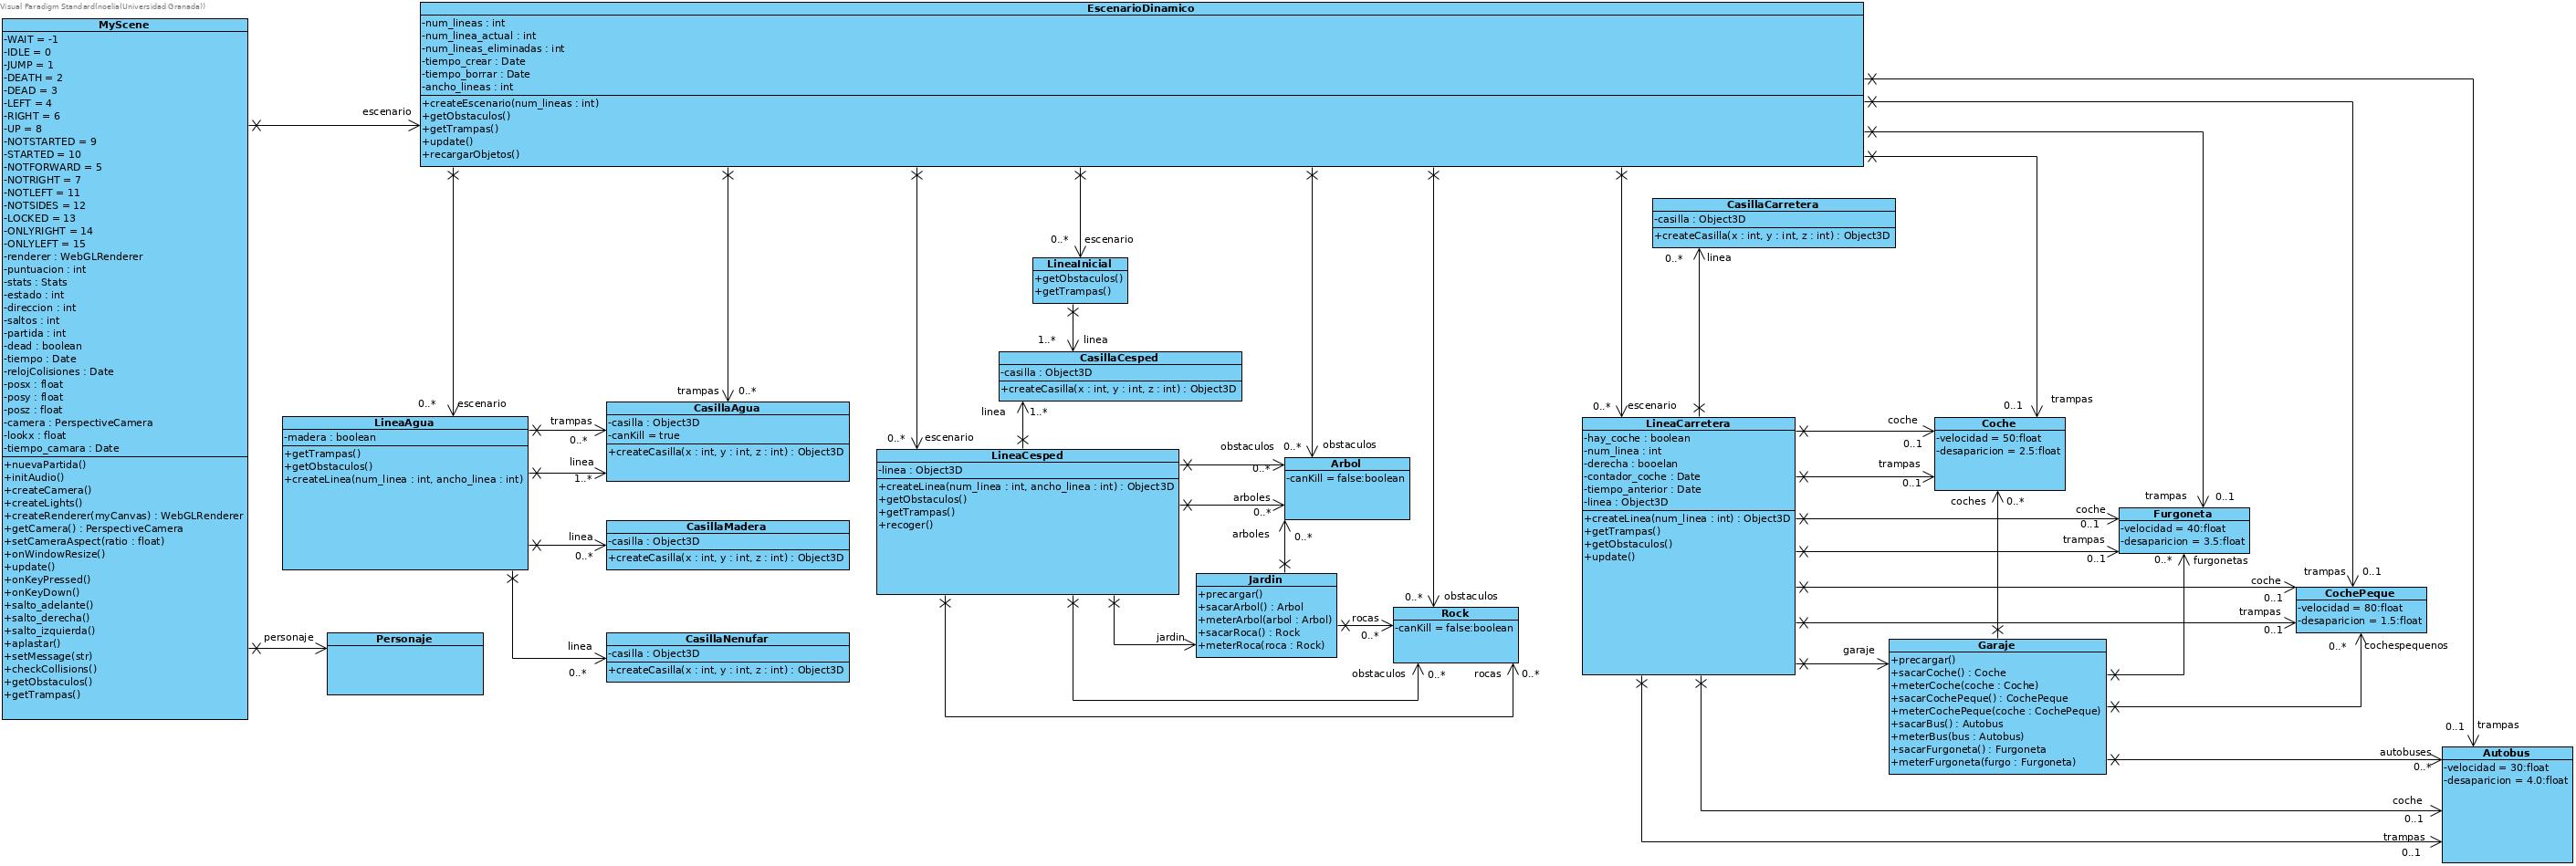 Visual Paradigm Standard(noelia(Universidad Granada))
MyScene
-WAIT = -1
-IDLE = 0
-JUMP = 1
-DEATH = 2
-DEAD = 3
-LEFT = 4
-RIGHT = 6
-UP = 8
-NOTSTARTED = 9
-STARTED = 10
-NOTFORWARD = 5
-NOTRIGHT = 7
-NOTLEFT = 11
-NOTSIDES = 12
-LOCKED = 13
-ONLYRIGHT = 14
-ONLYLEFT = 15
-renderer : WebGLRenderer
-puntuacion : int
-stats : Stats
-estado : int
-direccion : int
-saltos : int
-partida : int
-dead : boolean
-tiempo : Date
-relojColisiones : Date
-posx : float
-posy : float
-posz : float
-camera : PerspectiveCamera
-lookx : float
-tiempo_camara : Date
+nuevaPartida()
+initAudio()
+createCamera()
+createLights()
+createRenderer(myCanvas) : WebGLRenderer
+getCamera() : PerspectiveCamera
+setCameraAspect(ratio : float)
+onWindowResize()
+update()
+onKeyPressed()
+onKeyDown()
+salto_adelante()
+salto_derecha()
+salto_izquierda()
+aplastar()
+setMessage(str)
+checkCollisions()
+getObstaculos()
+getTrampas()
escenario
personaje
Personaje
EscenarioDinamico
-num_lineas : int
-num_linea_actual : int
-num_lineas_eliminadas : int
-tiempo_crear : Date
-tiempo_borrar : Date
-ancho_lineas : int
+createEscenario(num_lineas : int)
+getObstaculos()
+getTrampas()
+update()
+recargarObjetos()
0..* escenario
LineaAgua
-madera : boolean
+getTrampas()
+getObstaculos()
+createLinea(num_linea : int, ancho_linea : int)
trampas
0..*
linea
1..*
linea
0..*
linea
0..*
trampas 0..*
CasillaAgua
-casilla : Object3D
-canKill = true
+createCasilla(x : int, y : int, z : int) : Object3D
CasillaMadera
-casilla : Object3D
+createCasilla(x : int, y : int, z : int) : Object3D
CasillaNenufar
-casilla : Object3D
+createCasilla(x : int, y : int, z : int) : Object3D
0..* escenario
LineaInicial
+getObstaculos()
+getTrampas()
1..* linea
CasillaCesped
-casilla : Object3D
+createCasilla(x : int, y : int, z : int) : Object3D
linea 1..*
0..* escenario
LineaCesped
-linea : Object3D
+createLinea(num_linea : int, ancho_linea : int) : Object3D
+getObstaculos()
+getTrampas()
+recoger()
obstaculos
0..*
arboles
0..*
0..* obstaculos
Arbol
-canKill = false:boolean
arboles 0..*
Jardin
+precargar()
+sacarArbol() : Arbol
+meterArbol(arbol : Arbol)
+sacarRoca() : Rock
+meterRoca(roca : Rock)
jardin
rocas
0..*
0..* obstaculos
Rock
-canKill = false:boolean
obstaculos 0..*
rocas 0..*
CasillaCarretera
-casilla : Object3D
+createCasilla(x : int, y : int, z : int) : Object3D
0..* linea
0..* escenario
LineaCarretera
-hay_coche : boolean
-num_linea : int
-derecha : booelan
-contador_coche : Date
-tiempo_anterior : Date
-linea : Object3D
+createLinea(num_linea : int) : Object3D
+getTrampas()
+getObstaculos()
+update()
coche
0..1
trampas
0..1
coche
0..1
trampas
0..1
coche
0..1
trampas
0..1
garaje
trampas
0..1
Coche
-velocidad = 50:float
-desaparicion = 2.5:float
coches 0..*
trampas 0..1
Furgoneta
-velocidad = 40:float
-desaparicion = 3.5:float
0..* furgonetas
trampas 0..1
CochePeque
-velocidad = 80:float
-desaparicion = 1.5:float
0..* cochespequenos
Garaje
+precargar()
+sacarCoche() : Coche
+meterCoche(coche : Coche)
+sacarCochePeque() : CochePeque
+meterCochePeque(coche : CochePeque)
+sacarBus() : Autobus
+meterBus(bus : Autobus)
+sacarFurgoneta() : Furgoneta
+meterFurgoneta(furgo : Furgoneta)
0..1 trampas
autobuses
0..*
Autobus
-velocidad = 30:float
-desaparicion = 4.0:float
coche
0..1
trampas
0..1